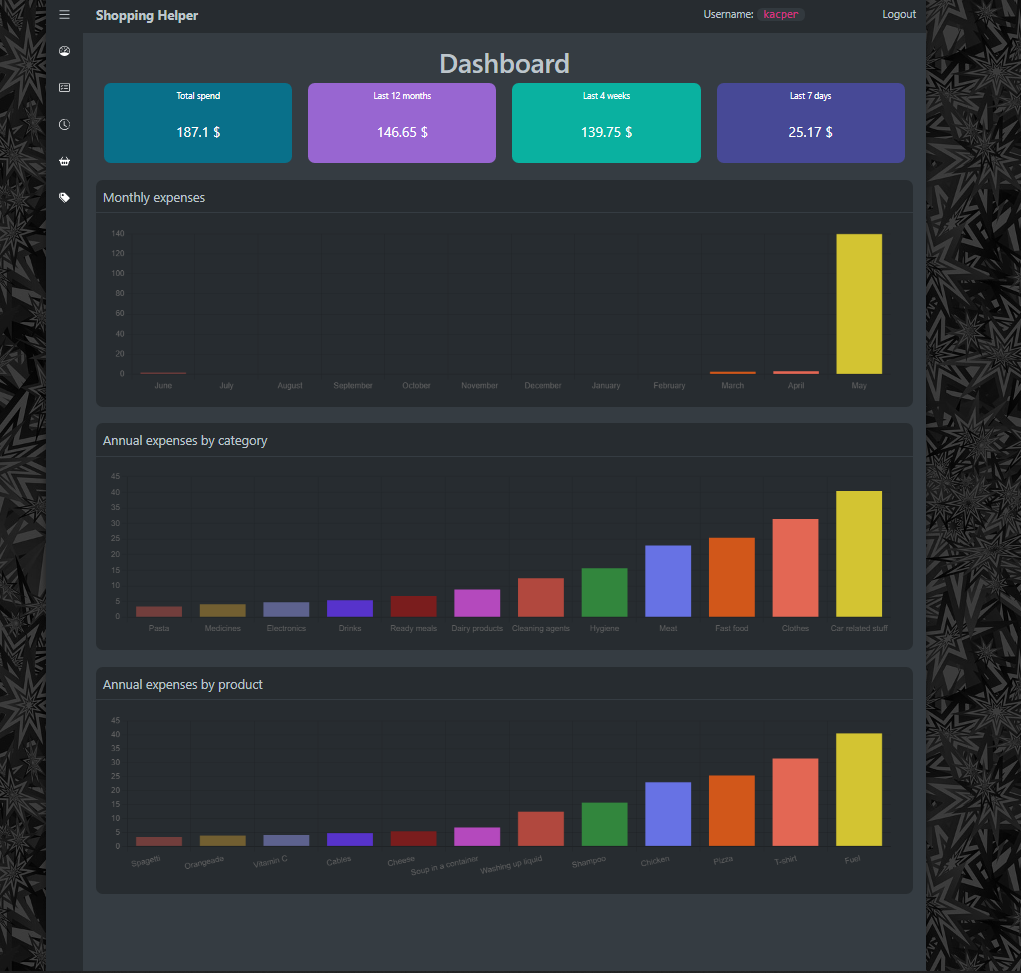 Shopping Helper Username: kacper Logout
Dashboard
Total spend Last 12 months Last 4 weeks Last 7 days
187.1 $ 146.65 $ 139.75 $ 25.17 $
Monthly expenses
140
120
100
80
60
40
20
0
June July August September October November December January February March April May
Annual expenses by category
45
40
35
30
25
20
15
10
5
0
Pasta Medicines Electronics Drinks Ready meals Dairy products Cleaning agents Hygiene Meat Fast food Clothes Car related stuff
Annual expenses by product
45
40
35
30
25
20
15
10
5
0
Spagetti Orangeada Vitamin C Cables Cheese Soup in a container Washing up liquid Shampoo Chicken Pizza T-shirt Fuel